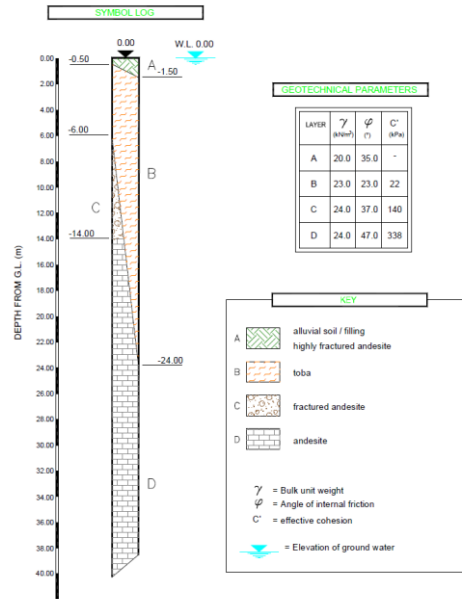 SYMBOL LOG
0.00
W.L. 0.00
0.00
-0.50
A
-1.50
2.00
4.00
6.00
-6.00
8.00
B
10.00
C
12.00
14.00
-14.00
16.00
18.00
20.00
22.00
24.00
-24.00
26.00
28.00
30.00
32.00
D
34.00
36.00
38.00
40.00
DEPTH FROM G.L. (m)
GEOTECHNICAL PARAMETERS
LAYER γ (kN/m³) φ (°) C' (kPa)
A 20.0 35.0 -
B 23.0 23.0 22
C 24.0 37.0 140
D 24.0 47.0 338
KEY
A alluvial soil / filling
highly fractured andesite
B toba
C fractured andesite
D andesite
γ = Bulk unit weight
φ = Angle of internal friction
C' = effective cohesion
= Elevation of ground water